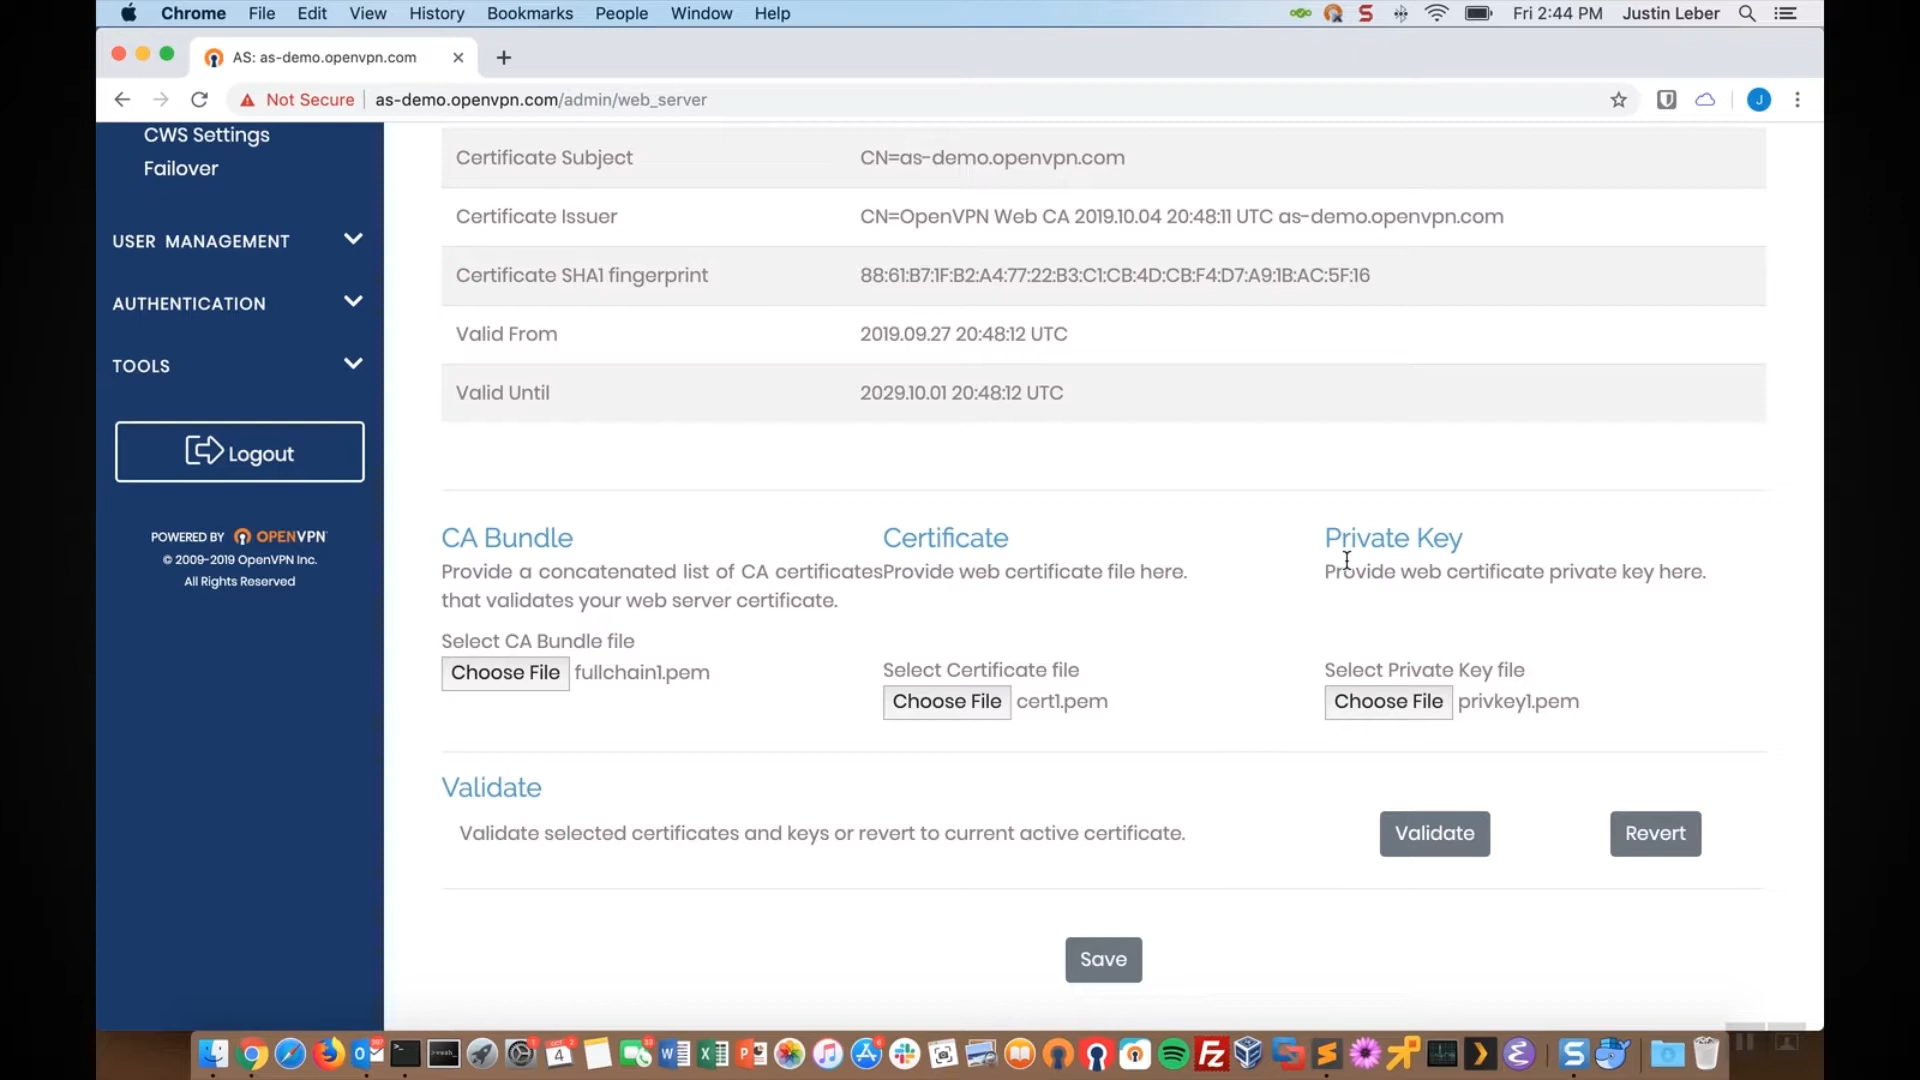 Chrome File Edit View History Bookmarks People Window Help Fri 2:44 PM Justin Leber
AS: as-demo.openvpn.com
Not Secure as-demo.openvpn.com/admin/web_server
CWS Settings
Failover
USER MANAGEMENT
AUTHENTICATION
TOOLS
Logout
POWERED BY OPENVPN
© 2009-2019 OpenVPN Inc.
All Rights Reserved
Certificate Subject CN=as-demo.openvpn.com
Certificate Issuer CN=OpenVPN Web CA 2019.10.04 20:48:11 UTC as-demo.openvpn.com
Certificate SHA1 fingerprint 88:61:B7:1F:B2:A4:77:22:B3:C1:CB:4D:CB:F4:D7:A9:1B:AC:5F:16
Valid From 2019.09.27 20:48:12 UTC
Valid Until 2029.10.01 20:48:12 UTC
CA Bundle
Provide a concatenated list of CA certificates
that validates your web server certificate.
Select CA Bundle file
Choose File fullchain1.pem
Certificate
Provide web certificate file here.
Select Certificate file
Choose File cert1.pem
Private Key
Provide web certificate private key here.
Select Private Key file
Choose File privkey1.pem
Validate
Validate selected certificates and keys or revert to current active certificate.
Validate
Revert
Save